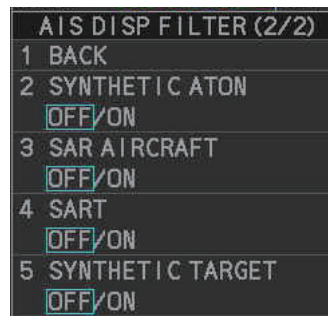 AIS DISP FILTER (2/2)
1 BACK
2 SYNTHETIC ATON
OFF/ON
3 SAR AIRCRAFT
OFF/ON
4 SART
OFF/ON
5 SYNTHETIC TARGET
OFF/ON